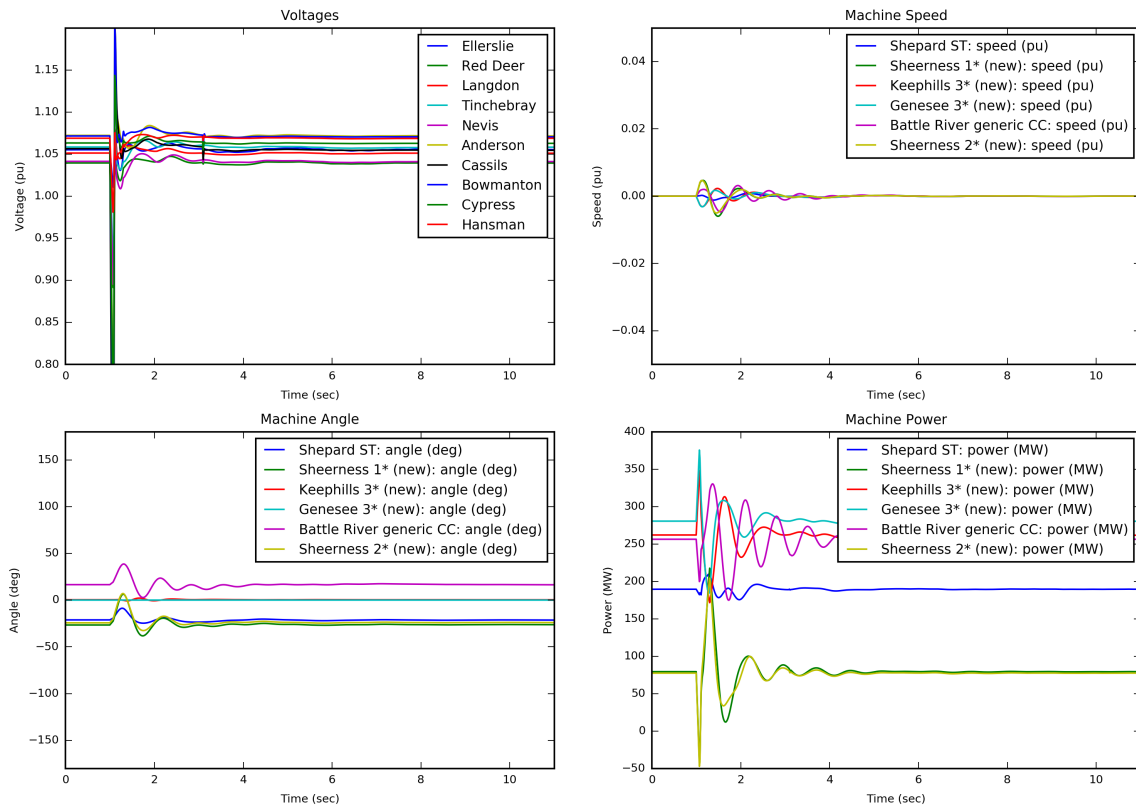 Voltages
1.15
1.10
1.05
1.00
0.95
0.90
0.85
0.80
Voltage (pu)
0 2 4 6 8 10
Time (sec)
Ellerslie
Red Deer
Langdon
Tinchebray
Nevis
Anderson
Cassils
Bowmanton
Cypress
Hansman
Machine Speed
0.04
0.02
0.00
−0.02
−0.04
Speed (pu)
0 2 4 6 8 10
Time (sec)
Shepard ST: speed (pu)
Sheerness 1* (new): speed (pu)
Keephills 3* (new): speed (pu)
Genesee 3* (new): speed (pu)
Battle River generic CC: speed (pu)
Sheerness 2* (new): speed (pu)
Machine Angle
150
100
50
0
−50
−100
−150
Angle (deg)
0 2 4 6 8 10
Time (sec)
Shepard ST: angle (deg)
Sheerness 1* (new): angle (deg)
Keephills 3* (new): angle (deg)
Genesee 3* (new): angle (deg)
Battle River generic CC: angle (deg)
Sheerness 2* (new): angle (deg)
Machine Power
400
350
300
250
200
150
100
50
0
−50
Power (MW)
0 2 4 6 8 10
Time (sec)
Shepard ST: power (MW)
Sheerness 1* (new): power (MW)
Keephills 3* (new): power (MW)
Genesee 3* (new): power (MW)
Battle River generic CC: power (MW)
Sheerness 2* (new): power (MW)